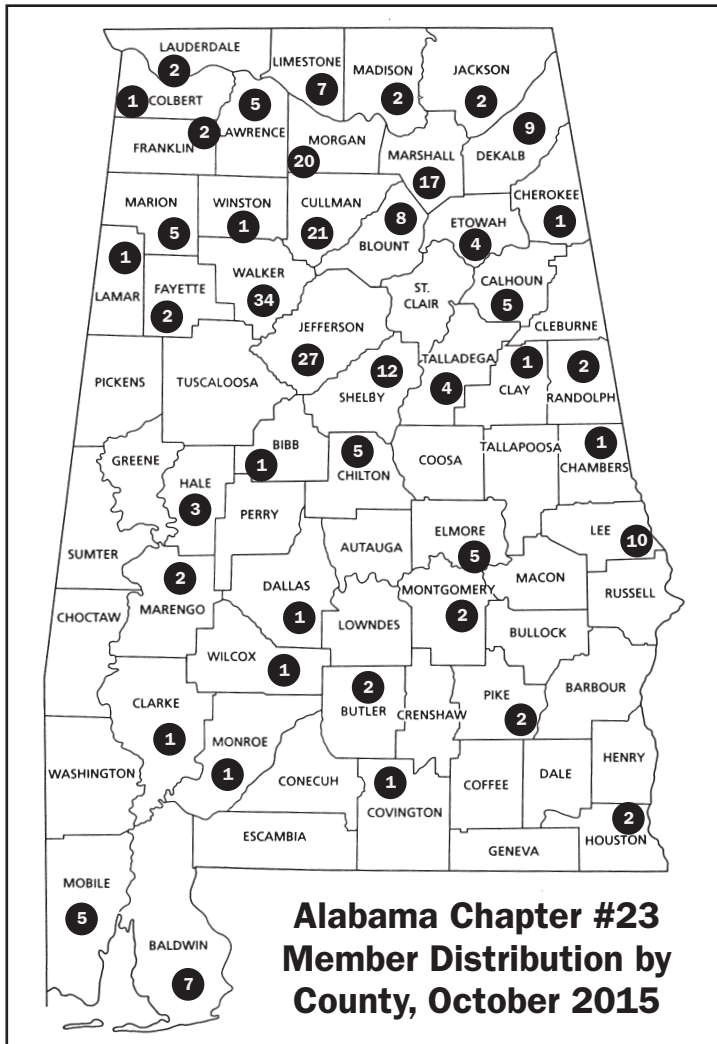 LAUDERDALE
2
LIMESTONE
7
MADISON
2
JACKSON
2
1
COLBERT
5
LAWRENCE
2
FRANKLIN
MORGAN
20
MARSHALL
17
9
DEKALB
CHEROKEE
1
MARION
5
WINSTON
1
CULLMAN
21
8
BLOUNT
ETOWAH
4
1
LAMAR
FAYETTE
2
WALKER
34
JEFFERSON
27
ST.
CLAIR
CALHOUN
5
CLEBURNE
PICKENS
TUSCALOOSA
12
SHELBY
TALLADEGA
4
1
CLAY
2
RANDOLPH
GREENE
HALE
3
BIBB
1
5
CHILTON
COOSA
TALLAPOOSA
1
CHAMBERS
PERRY
SUMTER
AUTAUGA
ELMORE
5
LEE
10
2
MARENGO
DALLAS
1
MONTGOMERY
2
MACON
RUSSELL
CHOCTAW
LOWNDES
BULLOCK
WILCOX
1
CLARKE
1
2
BUTLER
CRENSHAW
PIKE
2
BARBOUR
MONROE
1
WASHINGTON
CONECUH
1
COVINGTON
COFFEE
DALE
HENRY
ESCAMBIA
GENEVA
2
HOUSTON
MOBILE
5
BALDWIN
7
Alabama Chapter #23
Member Distribution by
County, October 2015